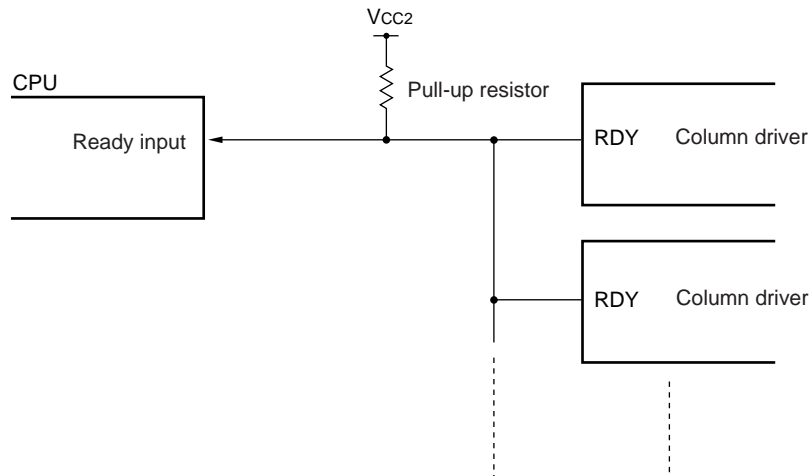 VCC2
CPU
Pull-up resistor
Ready input
RDY Column driver
RDY Column driver